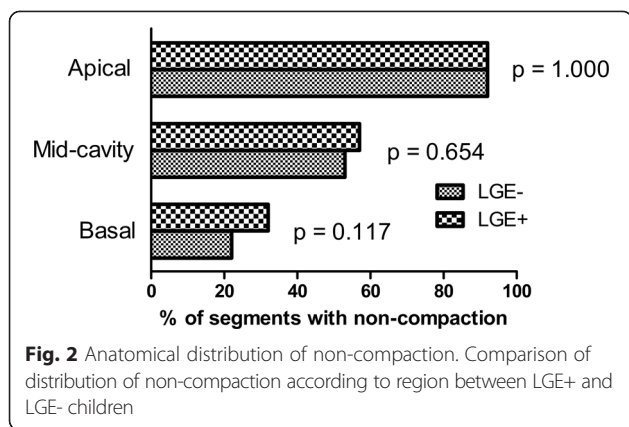 Apical
p = 1.000
Mid-cavity
p = 0.654
LGE-
LGE+
Basal
p = 0.117
0 20 40 60 80 100
% of segments with non-compaction
Fig. 2 Anatomical distribution of non-compaction. Comparison of
distribution of non-compaction according to region between LGE+ and
LGE- children